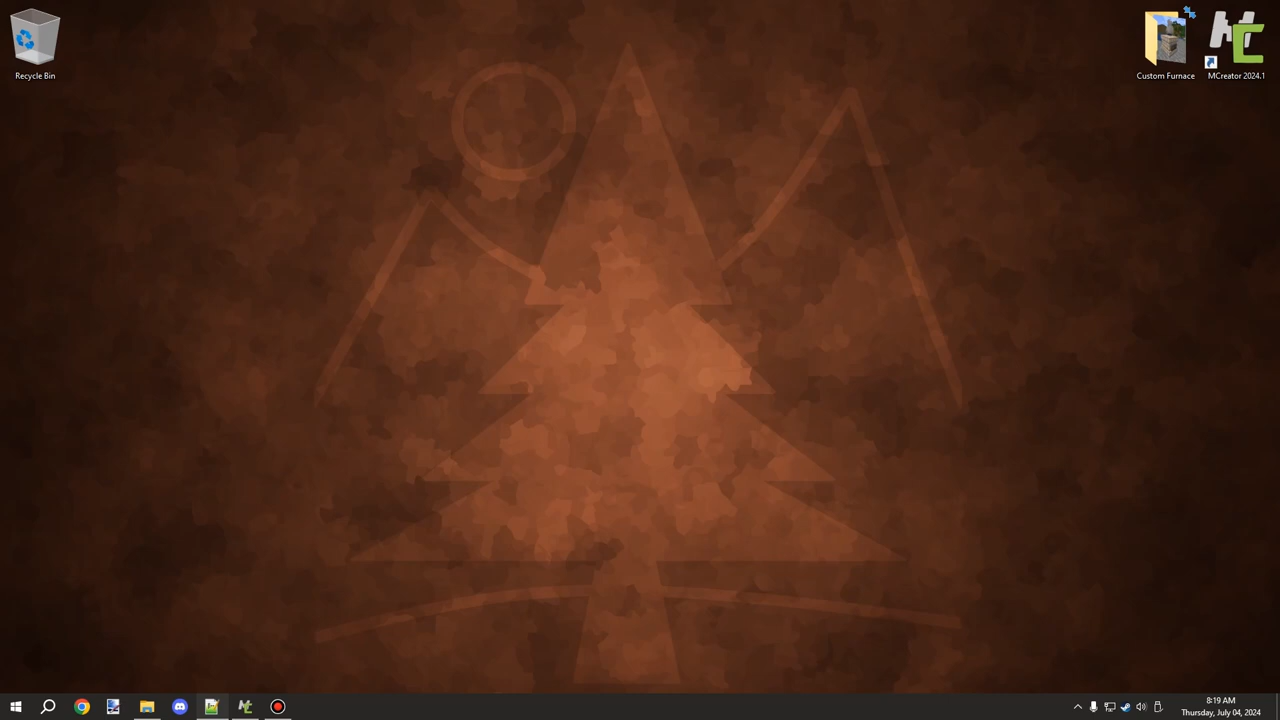 Recycle Bin
Custom Furnace
MCreator 2024.1
8:19 AM
Thursday, July 04, 2024